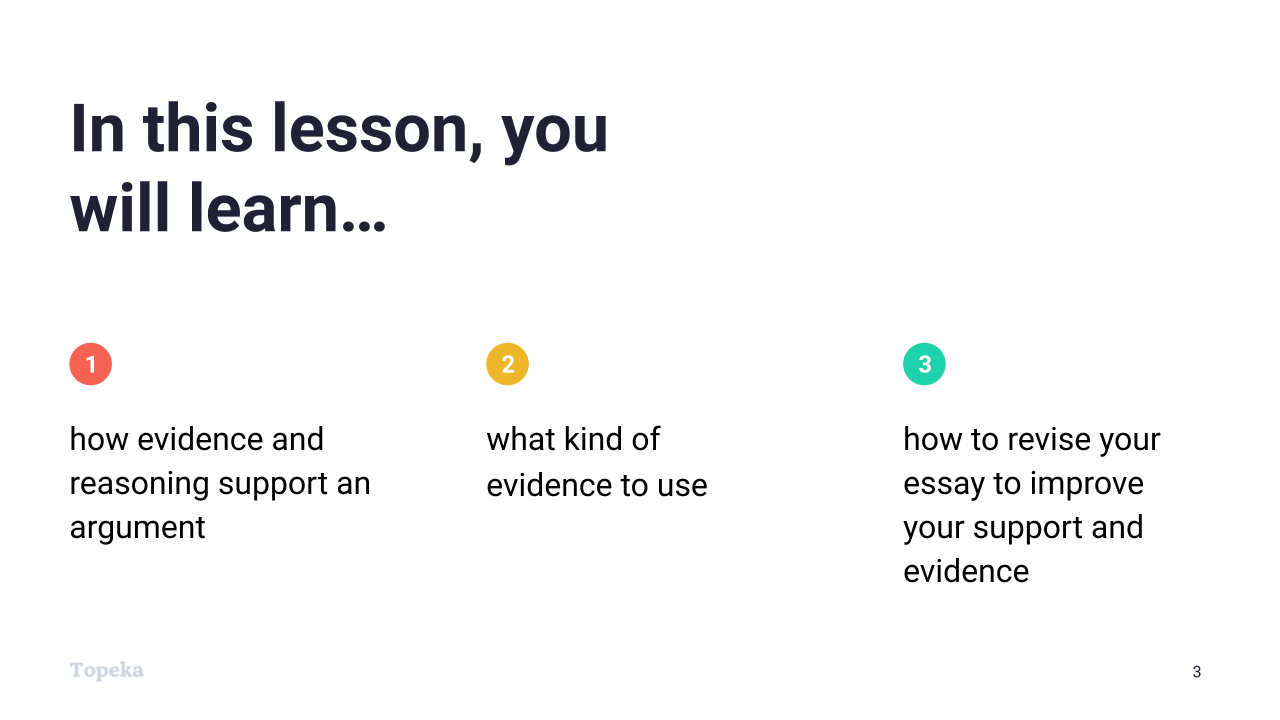 In this lesson, you
will learn…
1
how evidence and
reasoning support an
argument
2
what kind of
evidence to use
3
how to revise your
essay to improve
your support and
evidence
Topeka
3